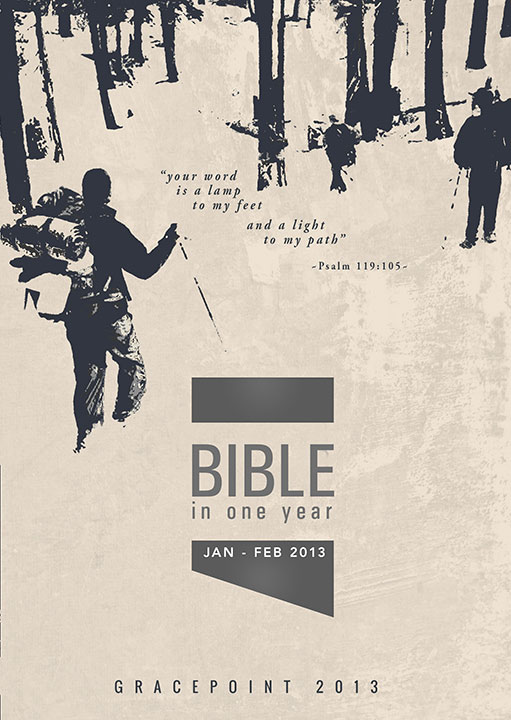 “your word
is a lamp
to my feet
and a light
to my path”
~Psalm 119:105~
BIBLE
in one year
JAN - FEB 2013
GRACEPOINT 2013